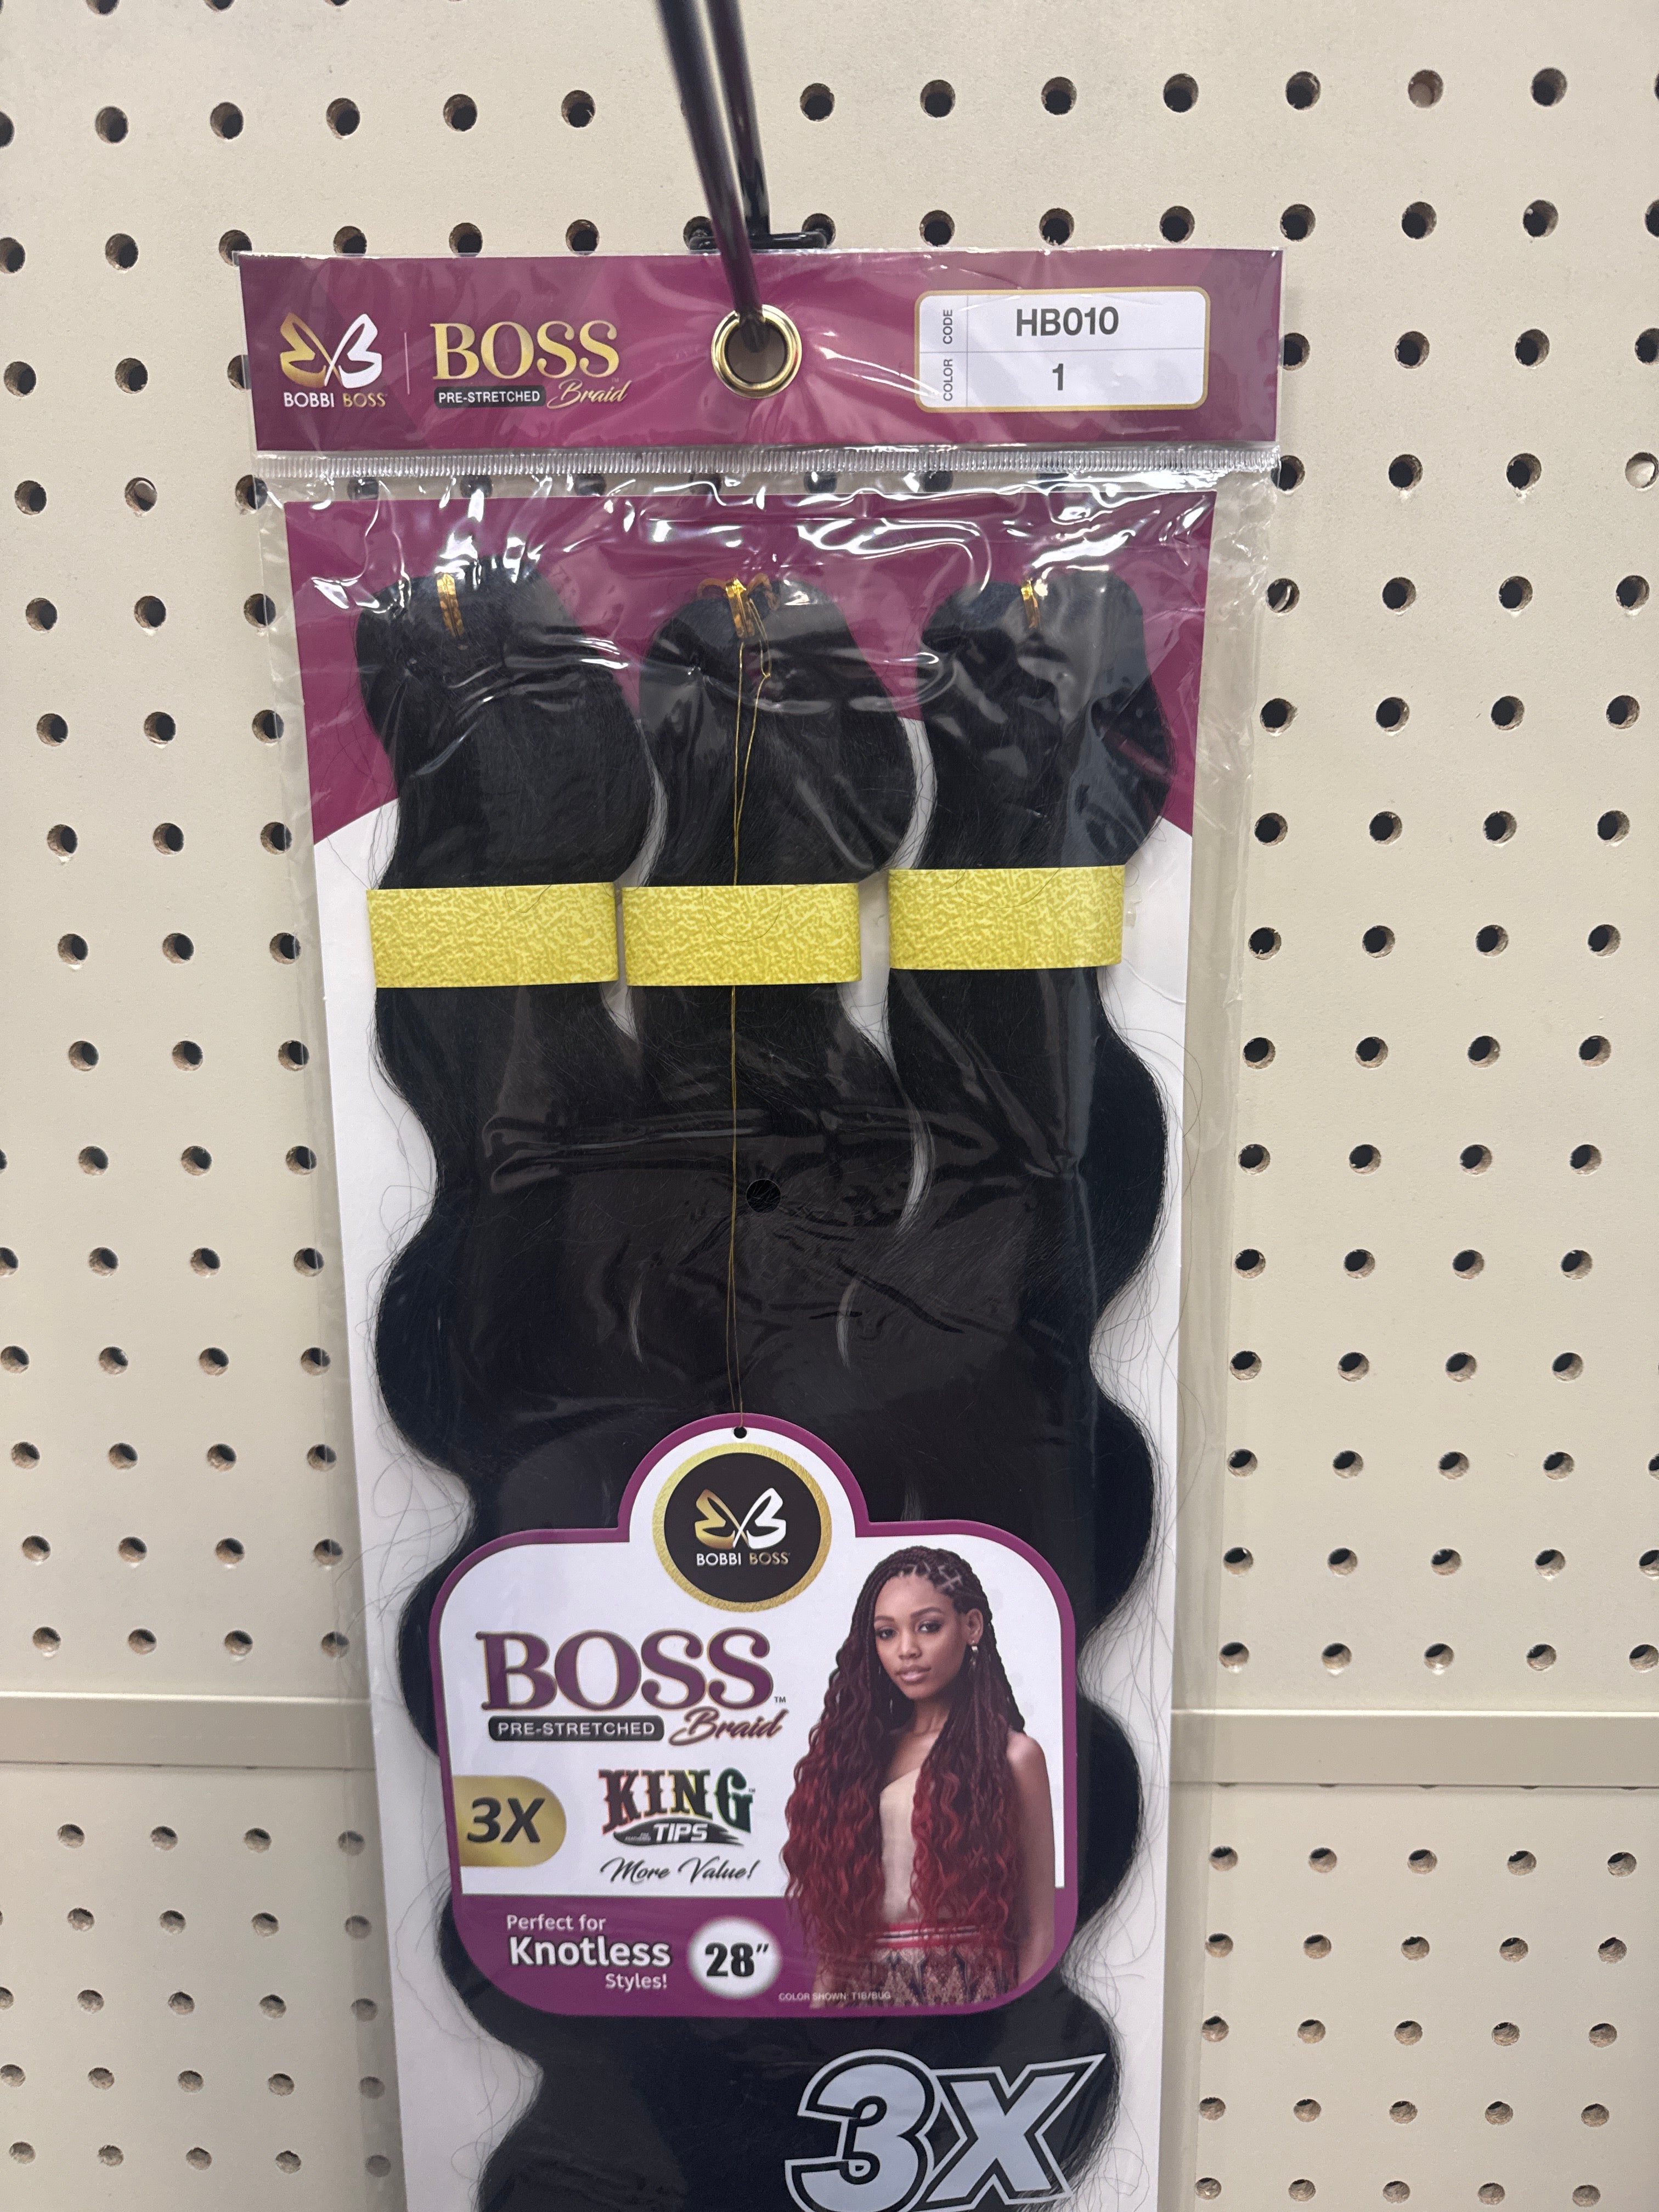 BOBBI BOSS
BOSS
PRE-STRETCHED Braid
CODE HB010
COLOR 1
BOBBI BOSS
BOSS™
PRE-STRETCHED Braid
3X
KING
TIPS
More Value!
Perfect for
Knotless
Styles!
28"
COLOR SHOWN T1B/BUG
3X